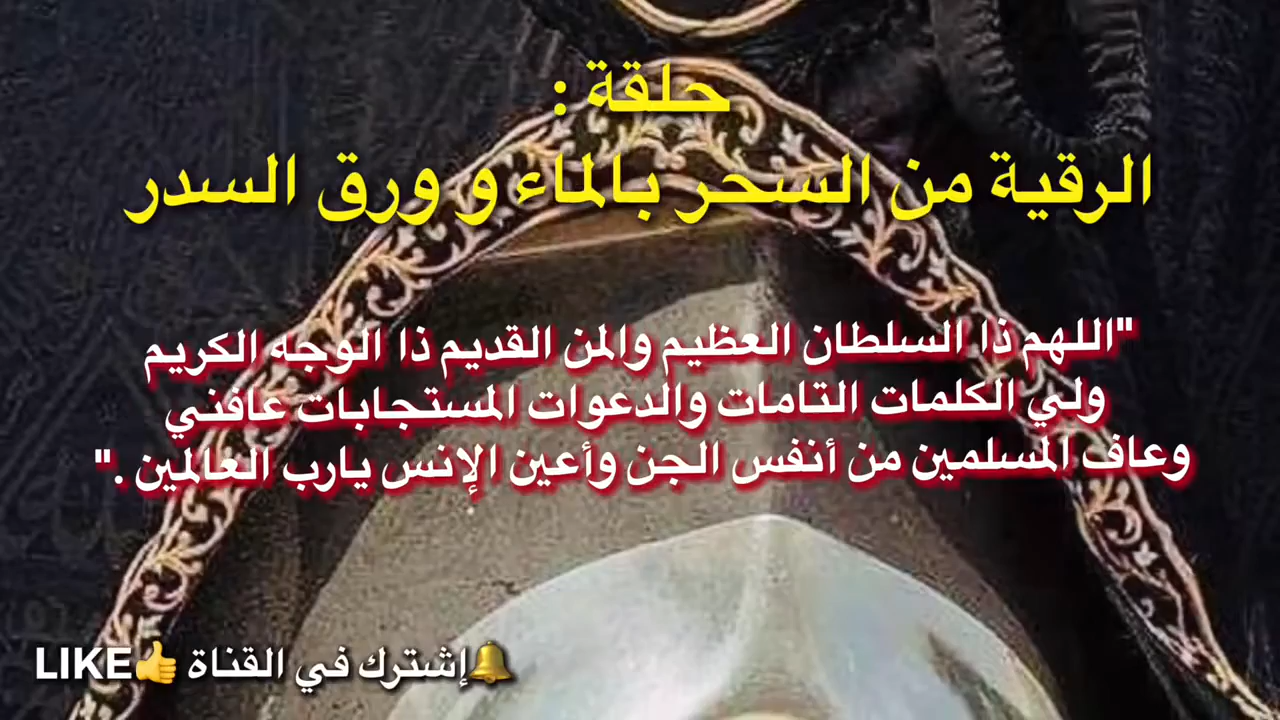 حلقة :
الرقية من السحر بالماء و ورق السدر
"اللهم ذا السلطان العظيم والمن القديم ذا الوجه الكريم
ولي الكلمات التامات والدعوات المستجابات عافني
وعاف المسلمين من أنفس الجن وأعين الإنس يارب العالمين ."
🔔إشترك في القناة 👍LIKE